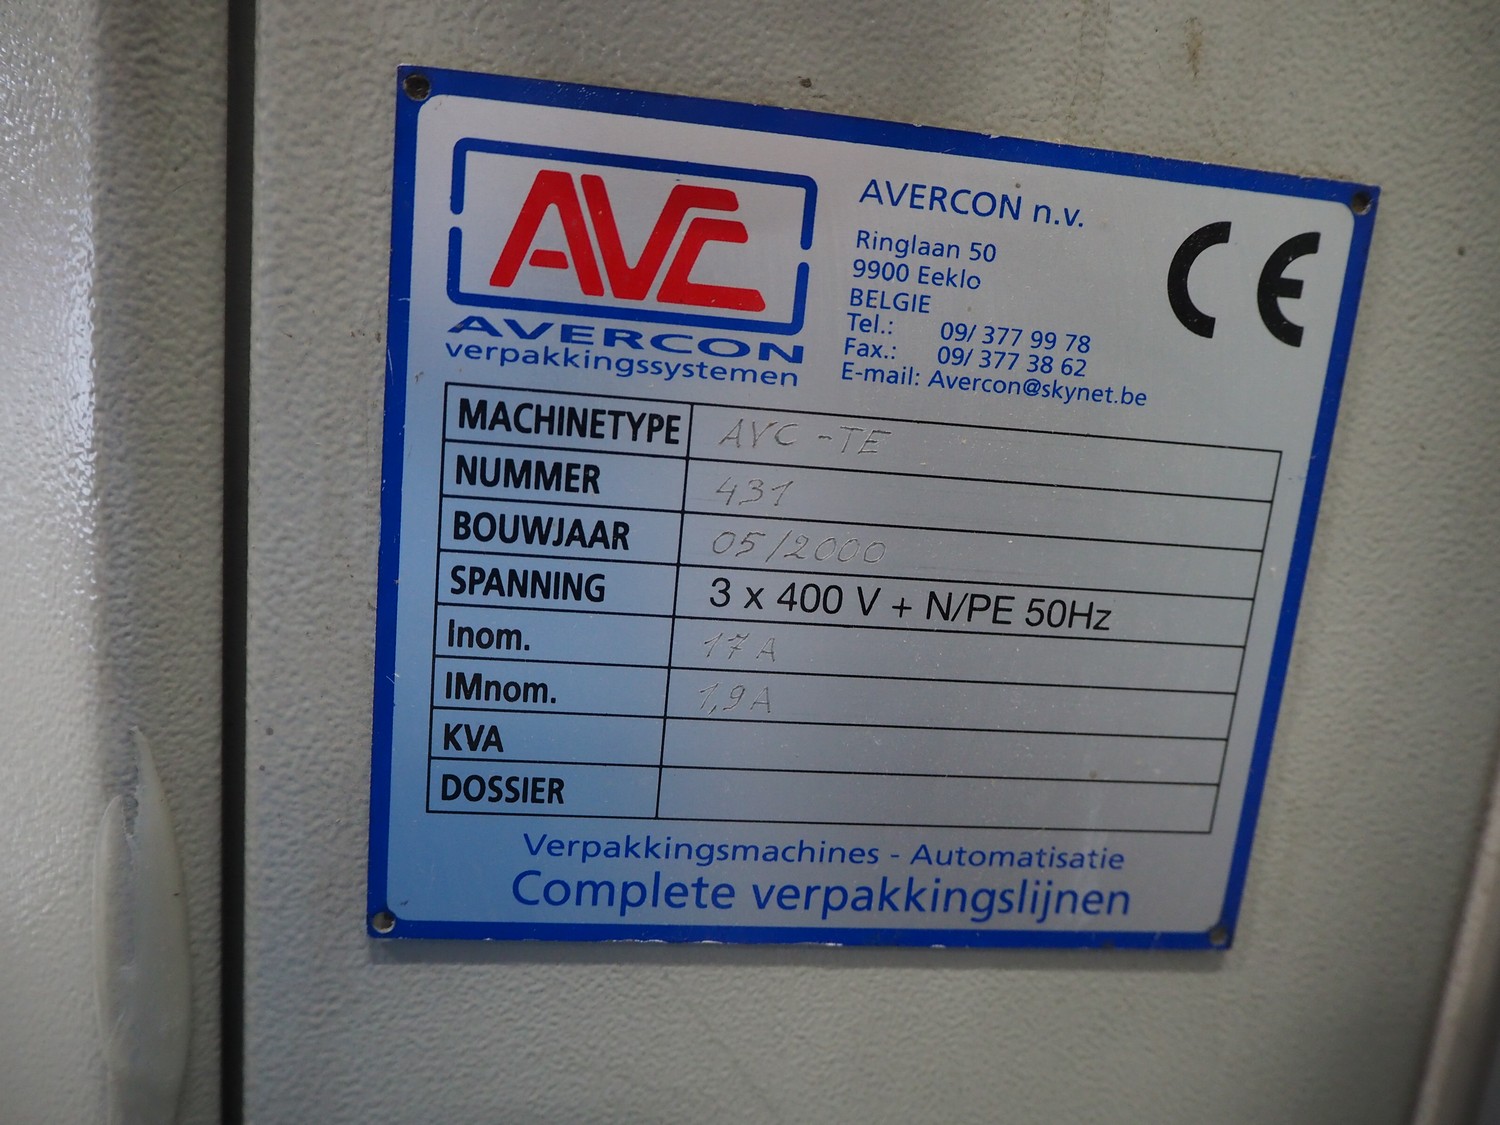 AVC
AVERCON
verpakkingssystemen
AVERCON n.v.
Ringlaan 50
9900 Eeklo
BELGIE
Tel.: 09/ 377 99 78
Fax.: 09/ 377 38 62
E-mail: Avercon@skynet.be
CE
MACHINETYPE AVC-TE
NUMMER 431
BOUWJAAR 05/2000
SPANNING 3 x 400 V + N/PE 50Hz
Inom. 17 A
IMnom. 1,9 A
KVA
DOSSIER
Verpakkingsmachines - Automatisatie
Complete verpakkingslijnen